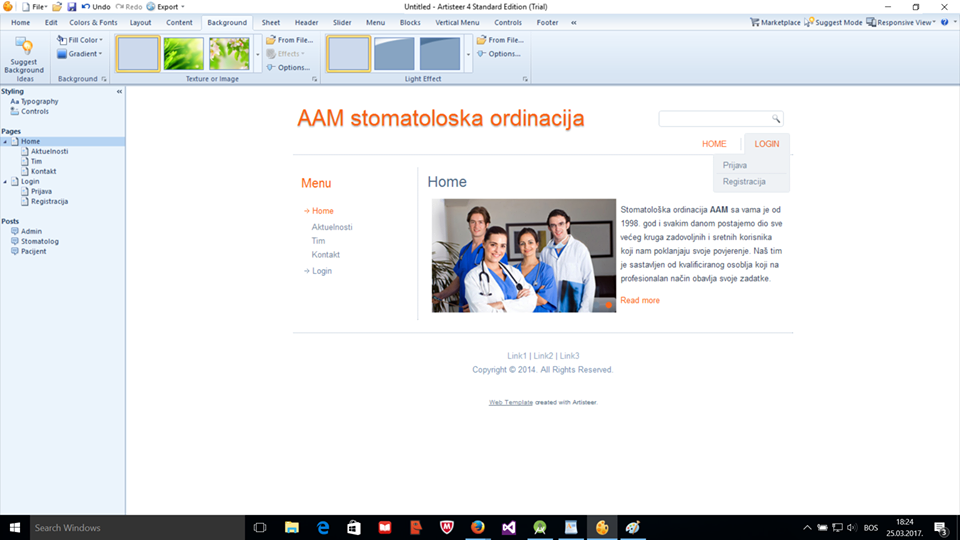 File Undo Redo Export Untitled - Artisteer 4 Standard Edition (Trial)
Home Edit Colors & Fonts Layout Content Background Sheet Header Slider Menu Blocks Vertical Menu Controls Footer Marketplace Suggest Mode Responsive View
Suggest Background Ideas
Fill Color
Gradient
Background
From File...
Effects
Options...
Texture or Image
From File...
Options...
Light Effect
Styling
Typography
Controls
Pages
Home
Aktuelnosti
Tim
Kontakt
Login
Prijava
Registracija
Posts
Admin
Stomatolog
Pacijent
AAM stomatoloska ordinacija
HOME LOGIN
Prijava
Registracija
Menu
Home
Aktuelnosti
Tim
Kontakt
Login
Home
Stomatološka ordinacija AAM sa vama je od
1998. god i svakim danom postajemo dio sve
većeg kruga zadovoljnih i sretnih korisnika
koji nam poklanjaju svoje povjerenje. Naš tim
je sastavljen od kvalificiranog osoblja koji na
profesionalan način obavlja svoje zadatke.
Read more
Link1 | Link2 | Link3
Copyright © 2014. All Rights Reserved.
Web Template created with Artisteer.
Search Windows
BOS
18:24
25.03.2017.
3